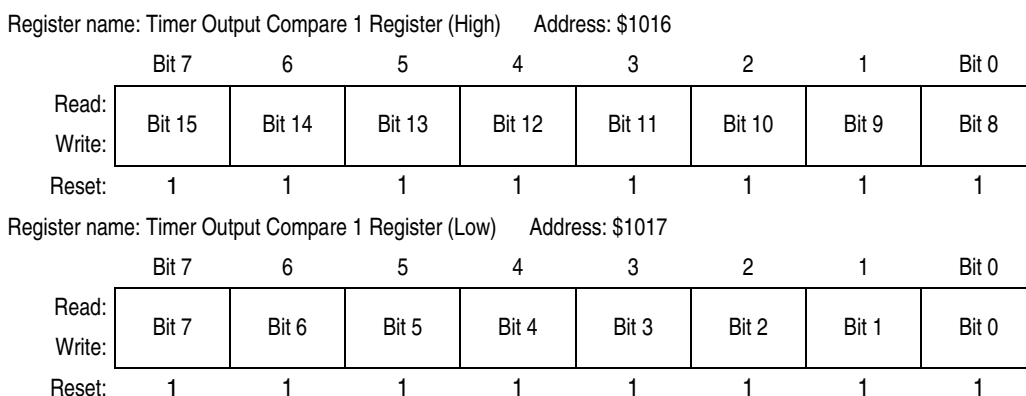 Register name: Timer Output Compare 1 Register (High) Address: $1016
Bit 7 6 5 4 3 2 1 Bit 0
Read:
Bit 15 Bit 14 Bit 13 Bit 12 Bit 11 Bit 10 Bit 9 Bit 8
Write:
Reset: 1 1 1 1 1 1 1 1
Register name: Timer Output Compare 1 Register (Low) Address: $1017
Bit 7 6 5 4 3 2 1 Bit 0
Read:
Bit 7 Bit 6 Bit 5 Bit 4 Bit 3 Bit 2 Bit 1 Bit 0
Write:
Reset: 1 1 1 1 1 1 1 1